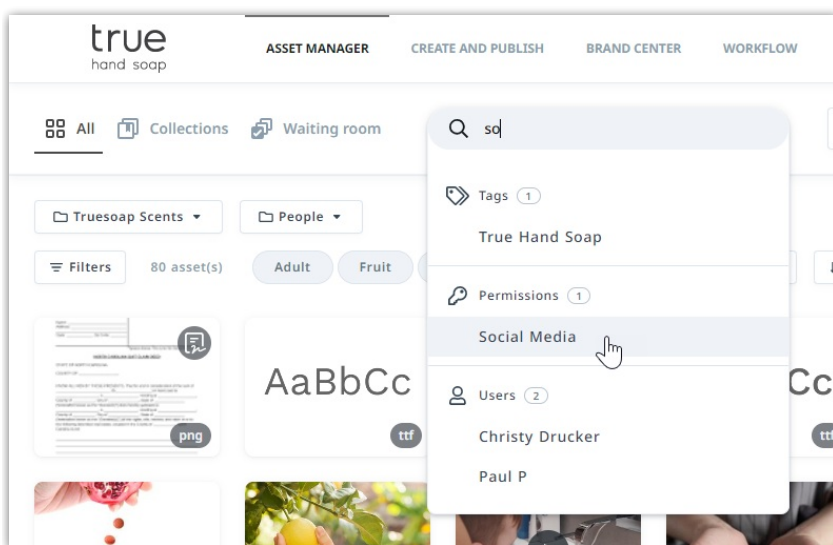 true
hand soap
ASSET MANAGER
CREATE AND PUBLISH
BRAND CENTER
WORKFLOW
All
Collections
Waiting room
so
Tags 1
True Hand Soap
Permissions 1
Social Media
Users 2
Christy Drucker
Paul P
Truesoap Scents
People
Filters
80 asset(s)
Adult
Fruit
png
AaBbCc
ttf
Cc